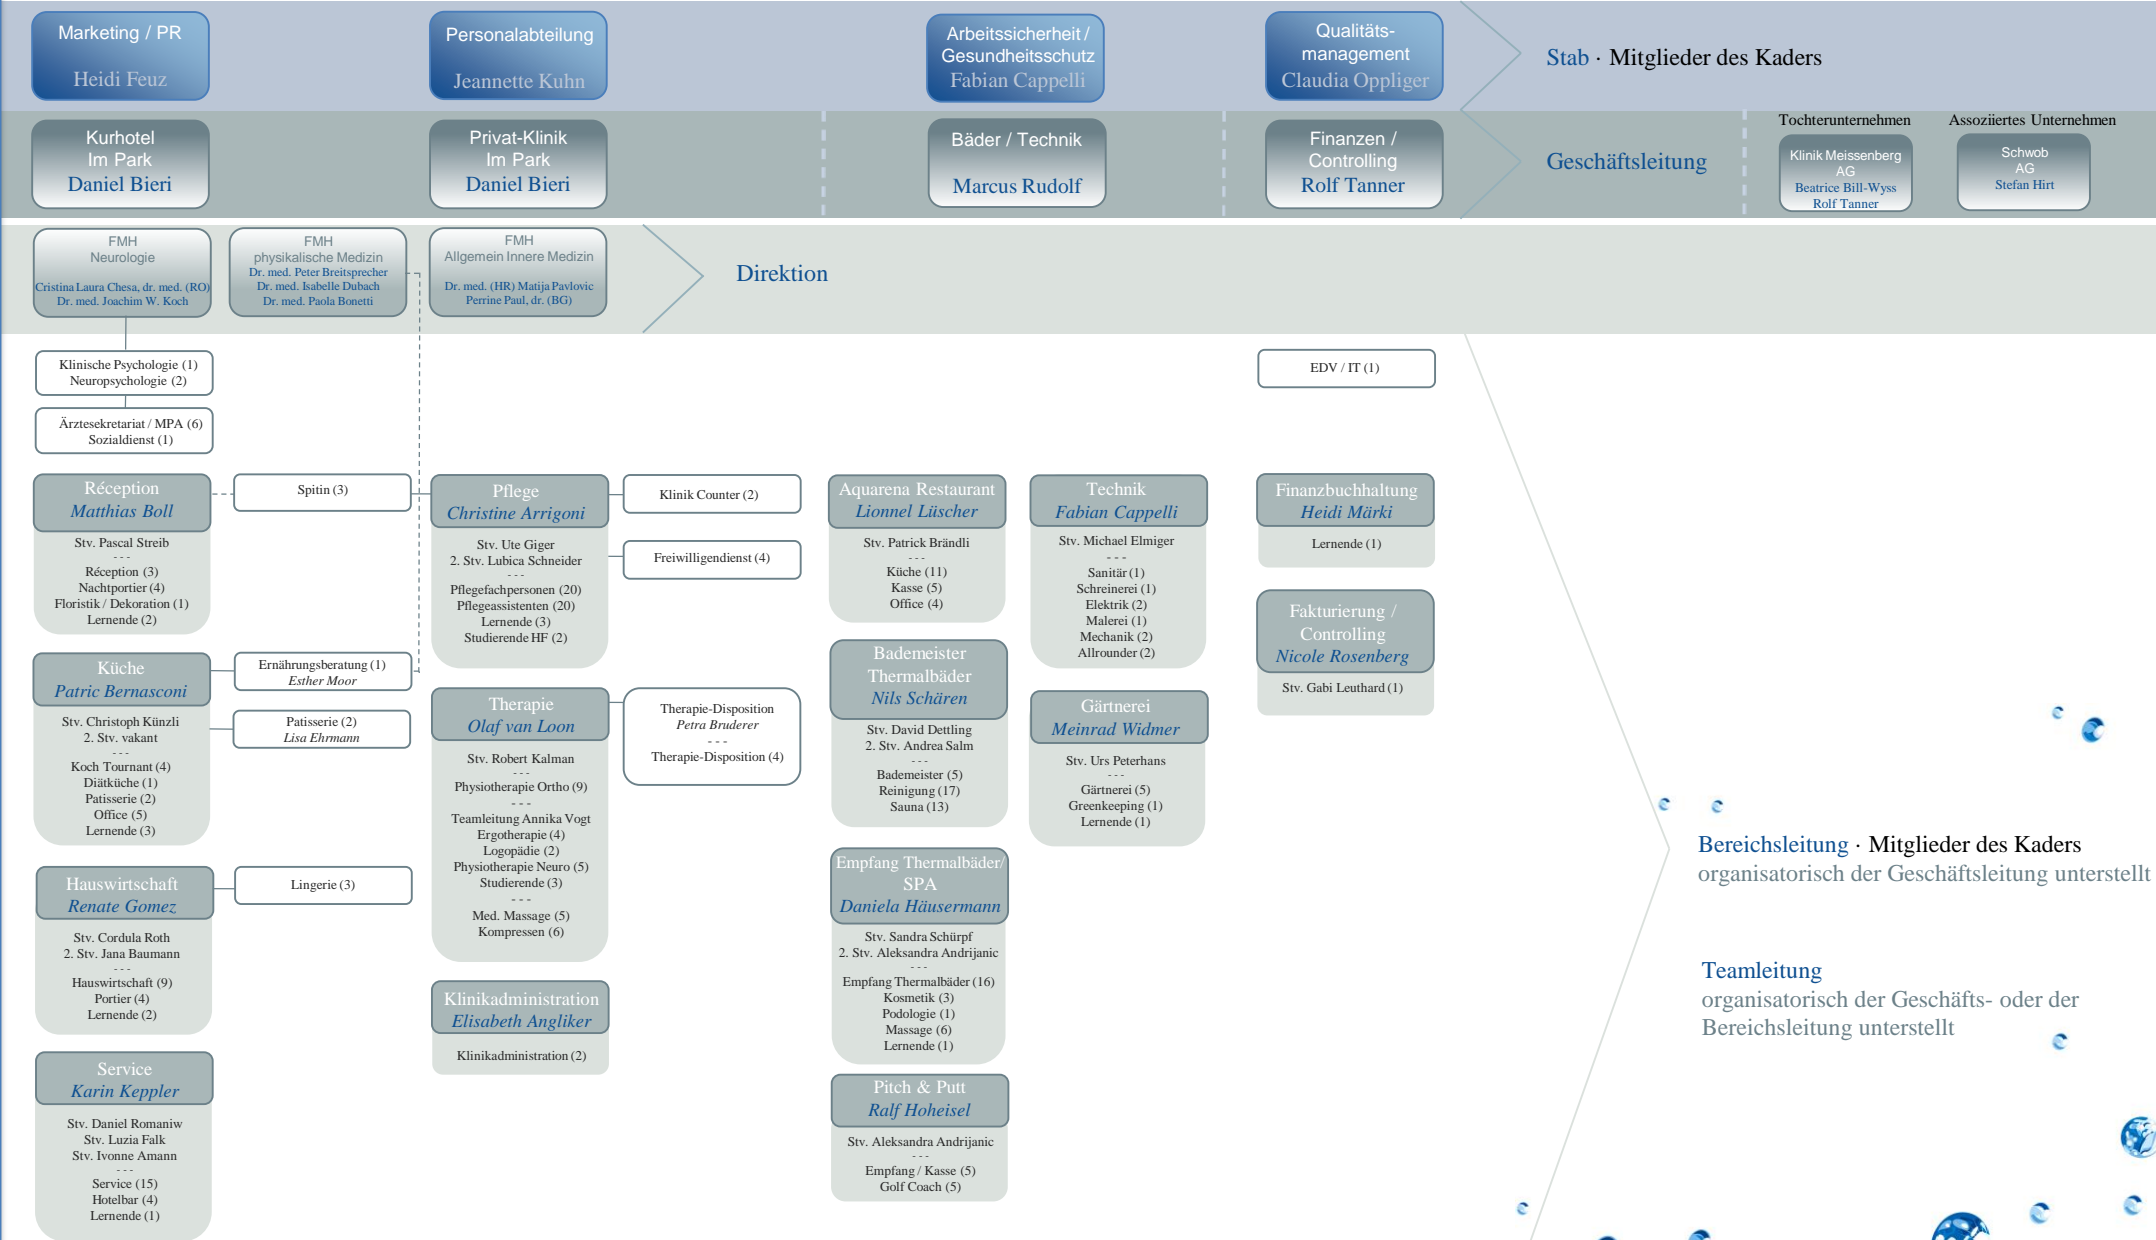 Marketing / PR
Heidi Feuz
Personalabteilung
Jeannette Kuhn
Arbeitssicherheit /
Gesundheitsschutz
Fabian Cappelli
Qualitäts-
management
Claudia Oppliger
Stab · Mitglieder des Kaders
Kurhotel
Im Park
Daniel Bieri
Privat-Klinik
Im Park
Daniel Bieri
Bäder / Technik
Marcus Rudolf
Finanzen /
Controlling
Rolf Tanner
Geschäftsleitung
Tochterunternehmen
Klinik Meissenberg
AG
Beatrice Bill-Wyss
Rolf Tanner
Assoziiertes Unternehmen
Schwob
AG
Stefan Hirt
FMH
Neurologie
Cristina Laura Chesa, dr. med. (RO)
Dr. med. Joachim W. Koch
FMH
physikalische Medizin
Dr. med. Peter Breitsprecher
Dr. med. Isabelle Dubach
Dr. med. Paola Bonetti
FMH
Allgemein Innere Medizin
Dr. med. (HR) Matija Pavlovic
Perrine Paul, dr. (BG)
Direktion
Klinische Psychologie (1)
Neuropsychologie (2)
Ärztesekretariat / MPA (6)
Sozialdienst (1)
EDV / IT (1)
Réception
Matthias Boll
Stv. Pascal Streib
- - -
Réception (3)
Nachtportier (4)
Floristik / Dekoration (1)
Lernende (2)
Spitin (3)
Küche
Patric Bernasconi
Stv. Christoph Künzli
2. Stv. vakant
- - -
Koch Tournant (4)
Diätküche (1)
Patisserie (2)
Office (5)
Lernende (3)
Ernährungsberatung (1)
Esther Moor
Patisserie (2)
Lisa Ehrmann
Hauswirtschaft
Renate Gomez
Stv. Cordula Roth
2. Stv. Jana Baumann
- - -
Hauswirtschaft (9)
Portier (4)
Lernende (2)
Lingerie (3)
Service
Karin Keppler
Stv. Daniel Romaniw
Stv. Luzia Falk
Stv. Ivonne Amann
- - -
Service (15)
Hotelbar (4)
Lernende (1)
Pflege
Christine Arrigoni
Stv. Ute Giger
2. Stv. Lubica Schneider
- - -
Pflegefachpersonen (20)
Pflegeassistenten (20)
Lernende (3)
Studierende HF (2)
Klinik Counter (2)
Freiwilligendienst (4)
Therapie
Olaf van Loon
Stv. Robert Kalman
- - -
Physiotherapie Ortho (9)
- - -
Teamleitung Annika Vogt
Ergotherapie (4)
Logopädie (2)
Physiotherapie Neuro (5)
Studierende (3)
- - -
Med. Massage (5)
Kompressen (6)
Therapie-Disposition
Petra Bruderer
- - -
Therapie-Disposition (4)
Klinikadministration
Elisabeth Angliker
Klinikadministration (2)
Aquarena Restaurant
Lionnel Lüscher
Stv. Patrick Brändli
- - -
Küche (11)
Kasse (5)
Office (4)
Bademeister
Thermalbäder
Nils Schären
Stv. David Dettling
2. Stv. Andrea Salm
- - -
Bademeister (5)
Reinigung (17)
Sauna (13)
Empfang Thermalbäder/
SPA
Daniela Häusermann
Stv. Sandra Schürpf
2. Stv. Aleksandra Andrijanic
- - -
Empfang Thermalbäder (16)
Kosmetik (3)
Podologie (1)
Massage (6)
Lernende (1)
Pitch & Putt
Ralf Hoheisel
Stv. Aleksandra Andrijanic
- - -
Empfang / Kasse (5)
Golf Coach (5)
Technik
Fabian Cappelli
Stv. Michael Elmiger
- - -
Sanitär (1)
Schreinerei (1)
Elektrik (2)
Malerei (1)
Mechanik (2)
Allrounder (2)
Gärtnerei
Meinrad Widmer
Stv. Urs Peterhans
- - -
Gärtnerei (5)
Greenkeeping (1)
Lernende (1)
Finanzbuchhaltung
Heidi Märki
Lernende (1)
Fakturierung /
Controlling
Nicole Rosenberg
Stv. Gabi Leuthard (1)
Bereichsleitung · Mitglieder des Kaders
organisatorisch der Geschäftsleitung unterstellt
Teamleitung
organisatorisch der Geschäfts- oder der
Bereichsleitung unterstellt